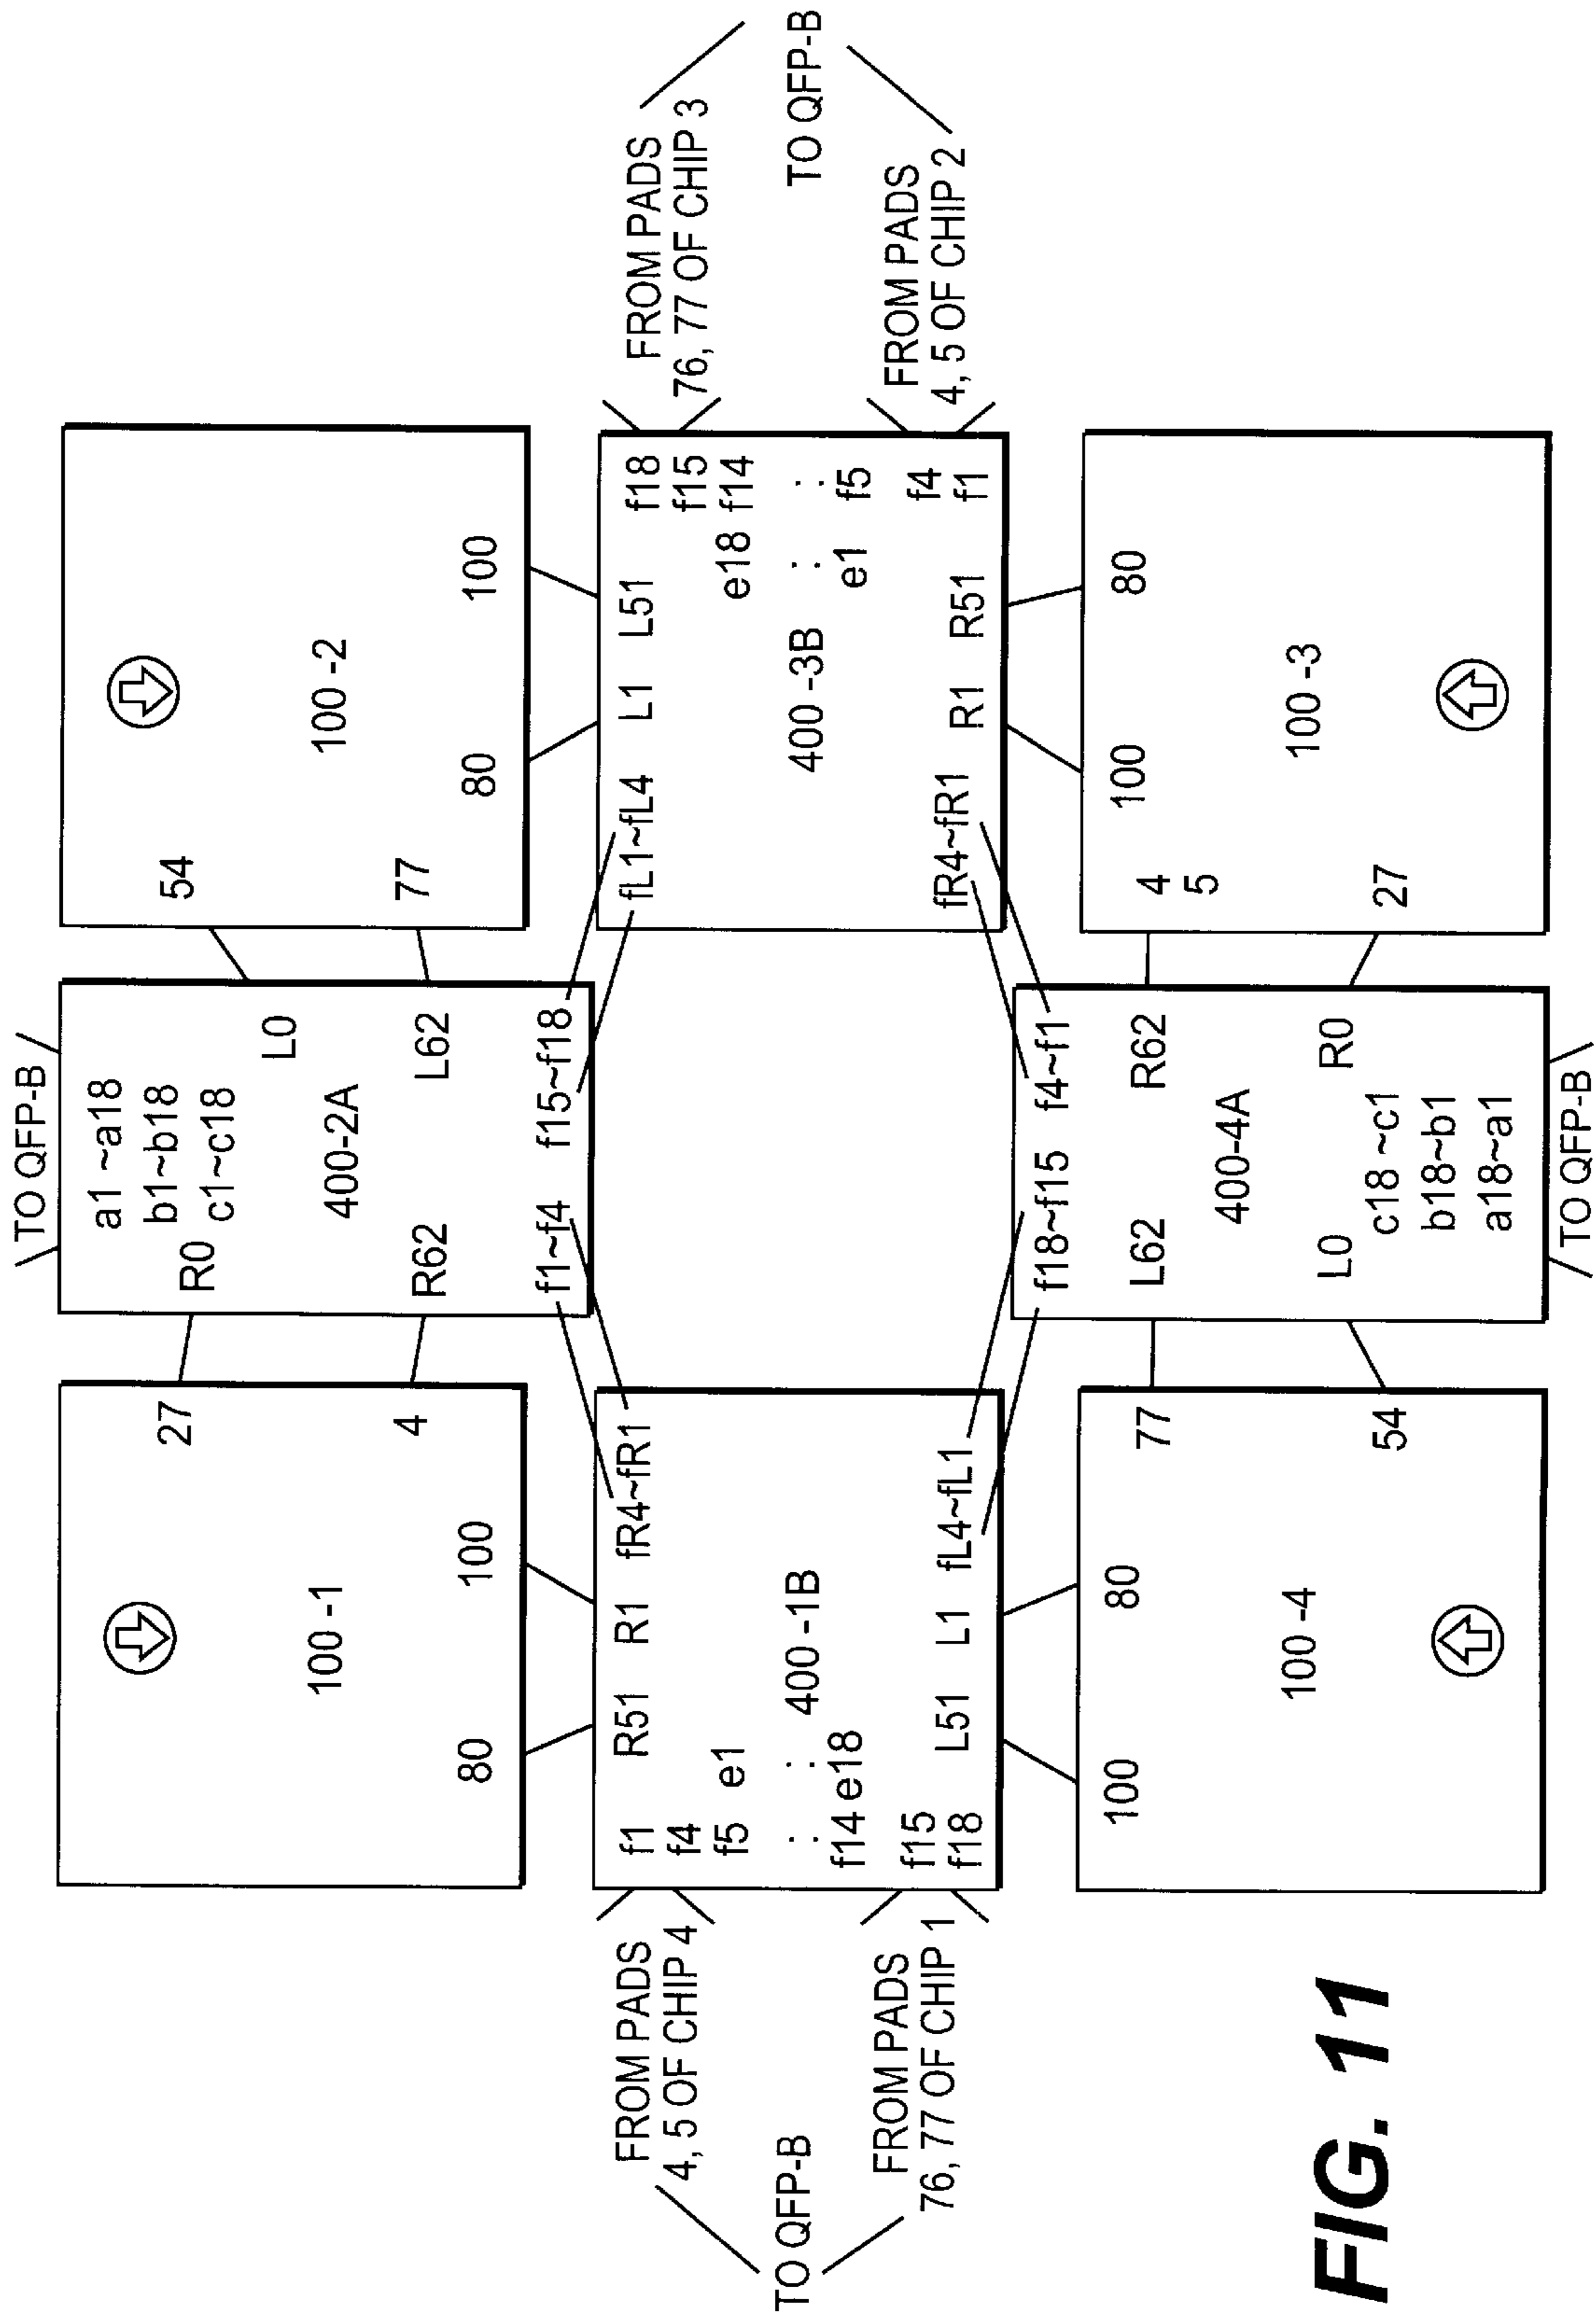 TO QFP-B
27
4
100
80
100 -1
a1 ~a18
b1~b18
c1~c18
R0
L0
400-2A
R62
L62
f1~f4
f15~f18
54
77
80
100
100 -2
FROM PADS
4, 5 OF CHIP 4
TO QFP-B
FROM PADS
76, 77 OF CHIP 1
f1
f4
f5
:
f14
f15
f18
e1
:
e18
R51
R1
fR4~fR1
400 -1B
L51
L1
fL4~fL1
fL1~fL4
L1
L51
400 -3B
e18
:
e1
f18
f15
f14
:
f5
f4
f1
fR4~fR1
R1
R51
FROM PADS
76, 77 OF CHIP 3
TO QFP-B
FROM PADS
4, 5 OF CHIP 2
100
80
77
54
100 -4
f18~f15
f4~f1
L62
R62
400-4A
L0
R0
c18 ~c1
b18~b1
a18~a1
TO QFP-B
4
5
27
100
80
100 -3
FIG. 11